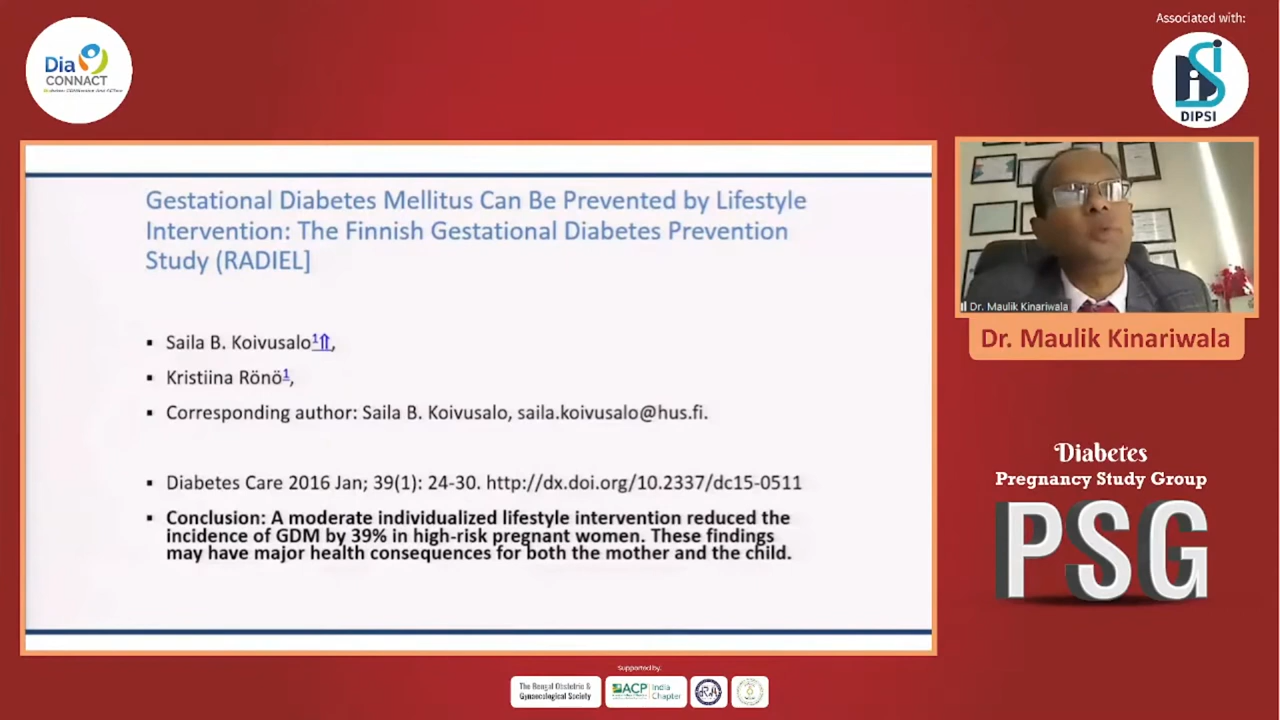 Associated with:
Dia
CONNACT
DIPSI
Gestational Diabetes Mellitus Can Be Prevented by Lifestyle
Intervention: The Finnish Gestational Diabetes Prevention
Study (RADIEL]
▪ Saila B. Koivusalo1⇑,
▪ Kristiina Rönö1,
▪ Corresponding author: Saila B. Koivusalo, saila.koivusalo@hus.fi.
▪ Diabetes Care 2016 Jan; 39(1): 24-30. http://dx.doi.org/10.2337/dc15-0511
▪ Conclusion: A moderate individualized lifestyle intervention reduced the
incidence of GDM by 39% in high-risk pregnant women. These findings
may have major health consequences for both the mother and the child.
Dr. Maulik Kinariwala
Dr. Maulik Kinariwala
Diabetes
Pregnancy Study Group
PSG
Supported by:
The Bengal Obstetric &
Gynaecological Society
ACP
India
Chapter